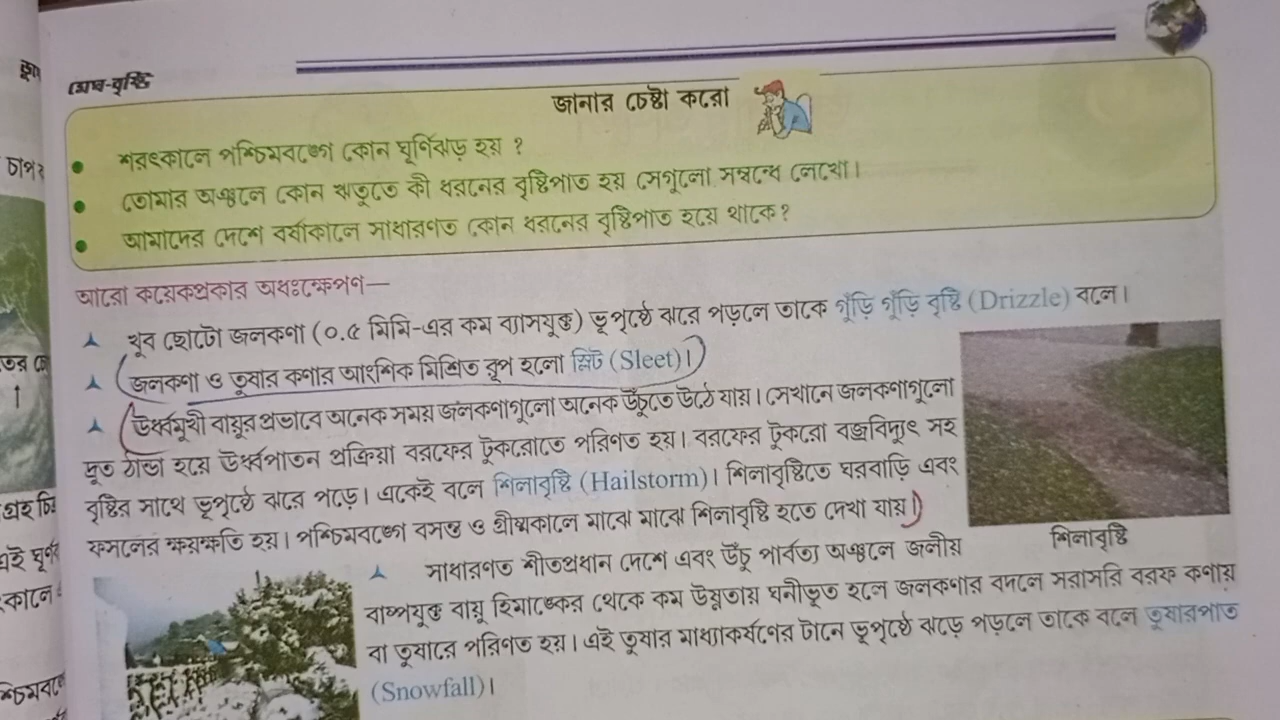 মেঘ-বৃষ্টি
জানার চেষ্টা করো
• শরৎকালে পশ্চিমবঙ্গে কোন ঘূর্ণিঝড় হয় ?
• তোমার অঞ্চলে কোন ঋতুতে কী ধরনের বৃষ্টিপাত হয় সেগুলো সম্বন্ধে লেখো।
• আমাদের দেশে বর্ষাকালে সাধারণত কোন ধরনের বৃষ্টিপাত হয়ে থাকে?
আরো কয়েকপ্রকার অধঃক্ষেপণ—
খুব ছোটো জলকণা (০.৫ মিমি-এর কম ব্যাসযুক্ত) ভূপৃষ্ঠে ঝরে পড়লে তাকে গুঁড়ি গুঁড়ি বৃষ্টি (Drizzle) বলে।
জলকণা ও তুষার কণার আংশিক মিশ্রিত রূপ হলো স্লিট (Sleet)।
ঊর্ধ্বমুখী বায়ুর প্রভাবে অনেক সময় জলকণাগুলো অনেক উঁচুতে উঠে যায়। সেখানে জলকণাগুলো
দ্রুত ঠান্ডা হয়ে ঊর্ধ্বপাতন প্রক্রিয়া বরফের টুকরোতে পরিণত হয়। বরফের টুকরো বজ্রবিদ্যুৎ সহ
বৃষ্টির সাথে ভূপৃষ্ঠে ঝরে পড়ে। একেই বলে শিলাবৃষ্টি (Hailstorm)। শিলাবৃষ্টিতে ঘরবাড়ি এবং
ফসলের ক্ষয়ক্ষতি হয়। পশ্চিমবঙ্গে বসন্ত ও গ্রীষ্মকালে মাঝে মাঝে শিলাবৃষ্টি হতে দেখা যায়।
শিলাবৃষ্টি
সাধারণত শীতপ্রধান দেশে এবং উঁচু পার্বত্য অঞ্চলে জলীয়
বাষ্পযুক্ত বায়ু হিমাঙ্কের থেকে কম উষ্ণতায় ঘনীভূত হলে জলকণার বদলে সরাসরি বরফ কণায়
বা তুষারে পরিণত হয়। এই তুষার মাধ্যাকর্ষণের টানে ভূপৃষ্ঠে ঝড়ে পড়লে তাকে বলে তুষারপাত
(Snowfall)।